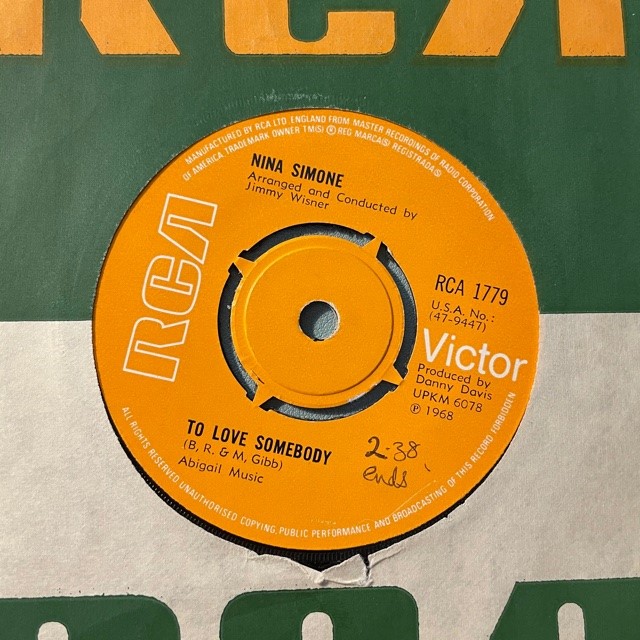 RCA
MANUFACTURED BY RCA LTD. ENGLAND FROM MASTER RECORDINGS OF RADIO CORPORATION
OF AMERICA TRADEMARK OWNER TM(S) ® REG MARCA(S) REGISTRADA(S)
NINA SIMONE
Arranged and Conducted by
Jimmy Wisner
RCA
RCA 1779
U.S.A. No.:
(47-9447)
Victor
Produced by
Danny Davis
UPKM 6078
℗ 1968
TO LOVE SOMEBODY
(B, R. & M, Gibb)
Abigail Music
2·38
ends
ALL RIGHTS RESERVED UNAUTHORISED COPYING, PUBLIC PERFORMANCE AND BROADCASTING OF THIS RECORD FORBIDDEN
RCA